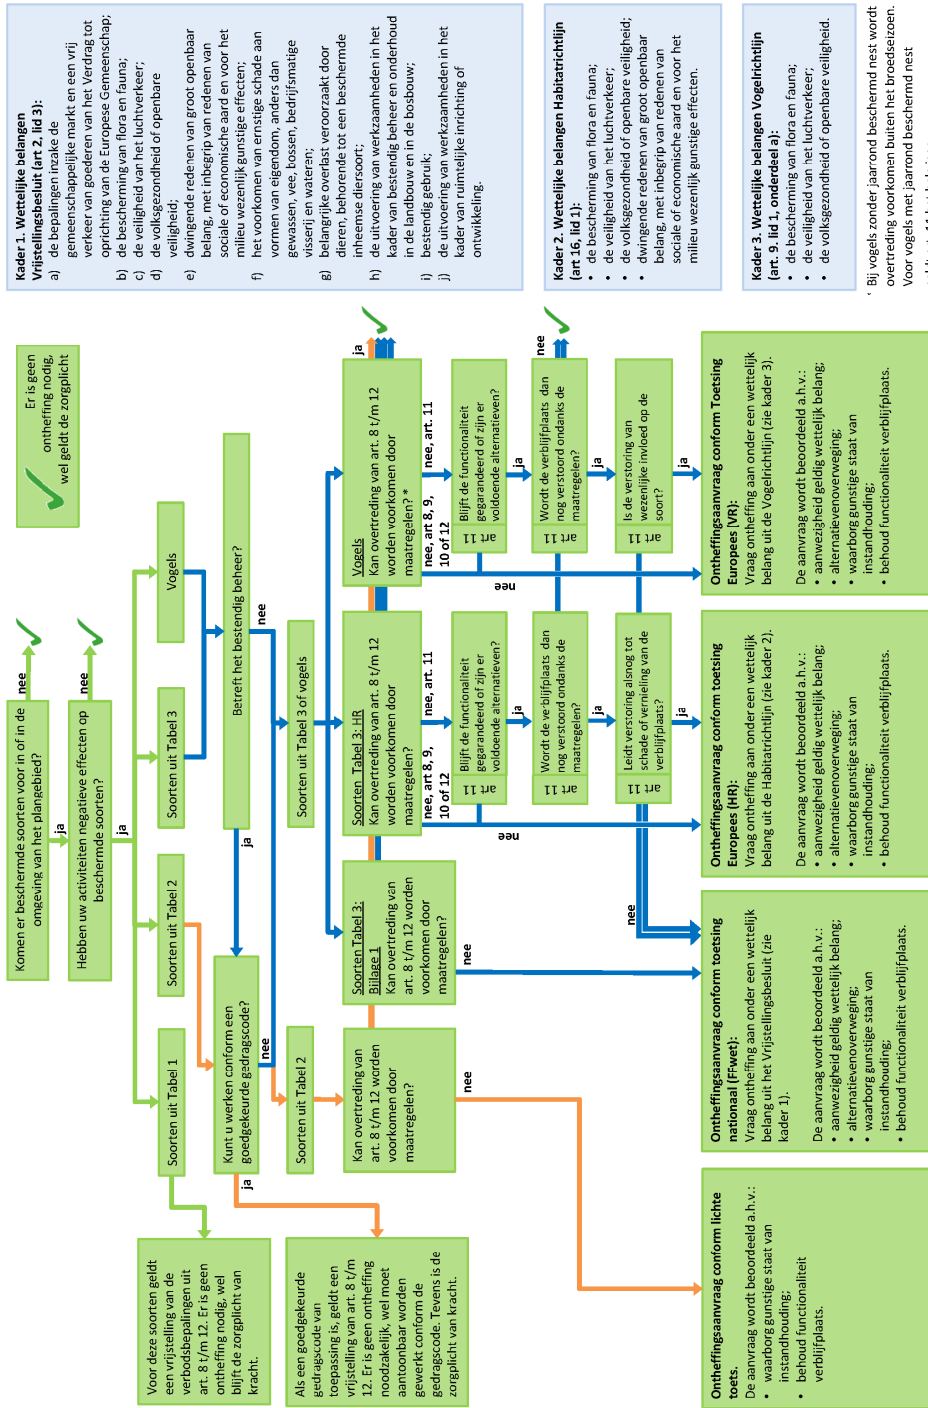 Komen er beschermde soorten voor of in de
omgeving van het plangebied?
nee
ja
Hebben uw activiteiten negatieve effecten op
beschermde soorten?
nee
ja
Er is geen
ontheffing nodig,
wel geldt de zorgplicht
Soorten uit Tabel 1
Soorten uit Tabel 2
Soorten uit Tabel 3
Vogels
Voor deze soorten geldt
een vrijstelling van de
verbodsbepalingen uit
art. 8 t/m 12. Er is geen
ontheffing nodig, wel
blijft de zorgplicht van
kracht.
Kunt u werken conform een
goedgekeurde gedragscode?
ja
nee
Betreft het bestendig beheer?
ja
nee
Als een goedgekeurde
gedragscode van
toepassing is, geldt een
vrijstelling van art. 8 t/m
12. Er is geen ontheffing
noodzakelijk, wel moet
aantoonbaar worden
gewerkt conform de
gedragscode. Tevens is de
zorgplicht van kracht.
Soorten uit Tabel 2
Soorten uit Tabel 3 of vogels
Kan overtreding van
art. 8 t/m 12 worden
voorkomen door
maatregelen?
nee
Soorten Tabel 3:
Bijlage 1
Kan overtreding van
art. 8 t/m 12 worden
voorkomen door
maatregelen?
nee
Soorten Tabel 3: HR
Kan overtreding van art. 8 t/m 12
worden voorkomen door
maatregelen?
nee, art 8, 9,
10 of 12
nee, art. 11
Vogels
Kan overtreding van art. 8 t/m 12
worden voorkomen door
maatregelen? *
ja
nee, art 8, 9,
10 of 12
nee, art. 11
art 11
Blijft de functionaliteit
gegarandeerd of zijn er
voldoende alternatieven?
nee
ja
art 11
Wordt de verblijfplaats dan
nog verstoord ondanks de
maatregelen?
ja
art 11
Leidt verstoring alsnog tot
schade of vernieling van de
verblijfplaats?
nee
ja
art 11
Blijft de functionaliteit
gegarandeerd of zijn er
voldoende alternatieven?
nee
ja
art 11
Wordt de verblijfplaats dan
nog verstoord ondanks de
maatregelen?
nee
ja
art 11
Is de verstoring van
wezenlijke invloed op de
soort?
ja
Ontheffingsaanvraag conform lichte
toets.
De aanvraag wordt beoordeeld a.h.v.:
• waarborg gunstige staat van
instandhouding;
• behoud functionaliteit
verblijfplaats.
Ontheffingsaanvraag conform toetsing
nationaal (FFwet):
Vraag ontheffing aan onder een wettelijk
belang uit het Vrijstellingsbesluit (zie
kader 1).
De aanvraag wordt beoordeeld a.h.v.:
• aanwezigheid geldig wettelijk belang;
• alternatievenoverweging;
• waarborg gunstige staat van
instandhouding;
• behoud functionaliteit verblijfplaats.
Ontheffingsaanvraag conform toetsing
Europees (HR):
Vraag ontheffing aan onder een wettelijk
belang uit de Habitatrichtlijn (zie kader 2).
De aanvraag wordt beoordeeld a.h.v.:
• aanwezigheid geldig wettelijk belang;
• alternatievenoverweging;
• waarborg gunstige staat van
instandhouding;
• behoud functionaliteit verblijfplaats.
Ontheffingsaanvraag conform Toetsing
Europees [VR):
Vraag ontheffing aan onder een wettelijk
belang uit de Vogelrichtlijn (zie kader 3).
De aanvraag wordt beoordeeld a.h.v.:
• aanwezigheid geldig wettelijk belang;
• alternatievenoverweging;
• waarborg gunstige staat van
instandhouding;
• behoud functionaliteit verblijfplaats.
Kader 1. Wettelijke belangen
Vrijstellingsbesluit (art 2, lid 3):
a) de bepalingen inzake de
gemeenschappelijke markt en een vrij
verkeer van goederen van het Verdrag tot
oprichting van de Europese Gemeenschap;
b) de bescherming van flora en fauna;
c) de veiligheid van het luchtverkeer;
d) de volksgezondheid of de openbare
veiligheid;
e) dwingende redenen van groot openbaar
belang, met inbegrip van redenen van
sociale of economische aard en voor het
milieu wezenlijk gunstige effecten;
f) het voorkomen van ernstige schade aan
vormen van eigendom, anders dan
gewassen, vee, bossen, bedrijfsmatige
visserij en wateren;
g) belangrijke overlast veroorzaakt door
dieren, behorende tot een beschermde
inheemse diersoort;
h) de uitvoering van werkzaamheden in het
kader van bestendig beheer en onderhoud
in de landbouw en in de bosbouw;
i) bestendig gebruik;
j) de uitvoering van werkzaamheden in het
kader van ruimtelijke inrichting of
ontwikkeling.
Kader 2. Wettelijke belangen Habitatrichtlijn
(art 16, lid 1):
• de bescherming van flora en fauna;
• de veiligheid van het luchtverkeer;
• de volksgezondheid of openbare veiligheid;
• dwingende redenen van groot openbaar
belang, met inbegrip van redenen van
sociale of economische aard en voor het
milieu wezenlijk gunstige effecten.
Kader 3. Wettelijke belangen Vogelrichtlijn
(art. 9. lid 1, onderdeel a):
• de bescherming van flora en fauna;
• de veiligheid van het luchtverkeer;
• de volksgezondheid of openbare veiligheid.
* Bij vogels zonder jaarrond beschermd nest wordt
overtreding voorkomen buiten het broedseizoen.
Voor vogels met jaarrond beschermd nest